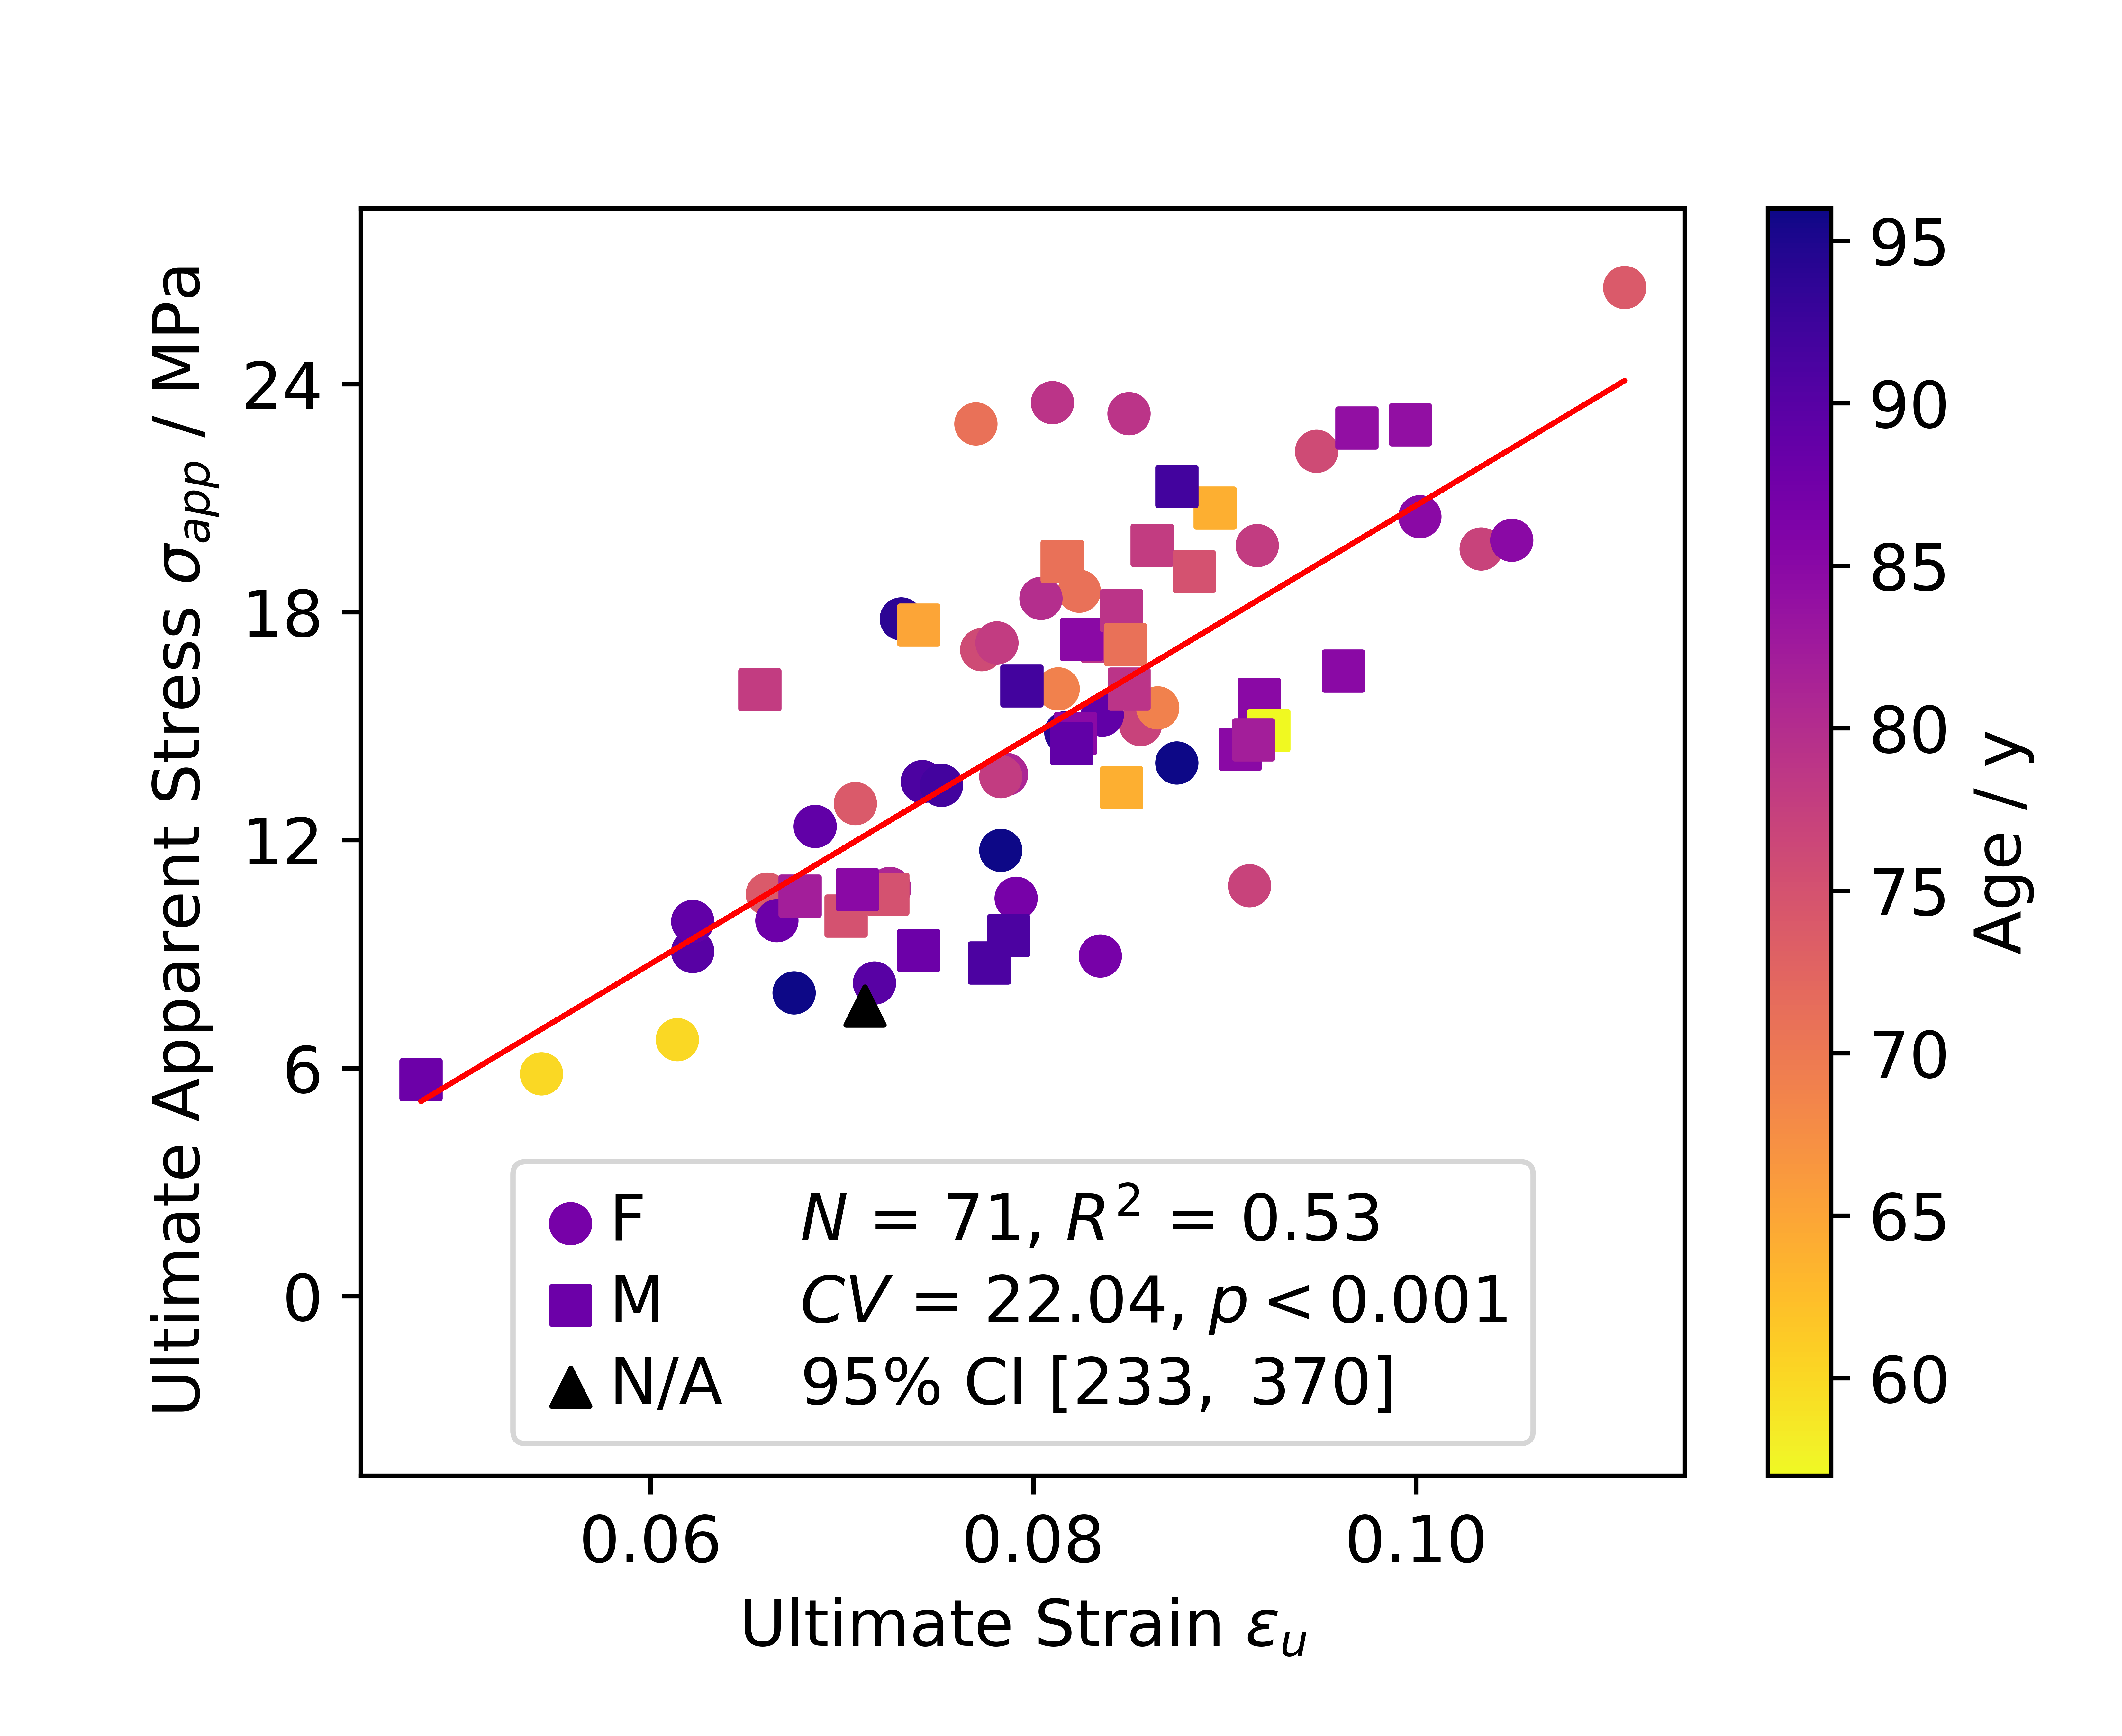 Ultimate Apparent Stress σ_app / MPa
24
18
12
6
0
F N = 71, R² = 0.53
M CV = 22.04, p < 0.001
N/A 95% CI [233, 370]
0.06 0.08 0.10
Ultimate Strain ε_u
95
90
85
80
75
70
65
60
Age / y